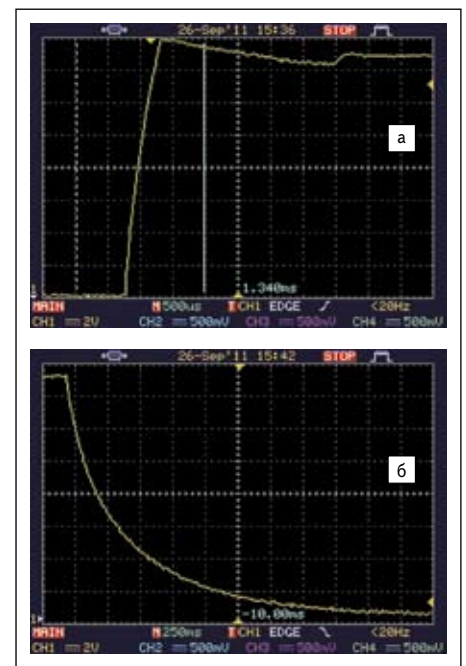 26-Sep'11 15:36 STOP
а
1.340ms
MAIN M 500us T CH1 EDGE <20Hz
CH1 2V CH2 500mV CH3 500mV CH4 500mV
26-Sep'11 15:42 STOP
б
-10.00ms
MAIN M 250ms T CH1 EDGE <20Hz
CH1 2V CH2 500mV CH3 500mV CH4 500mV